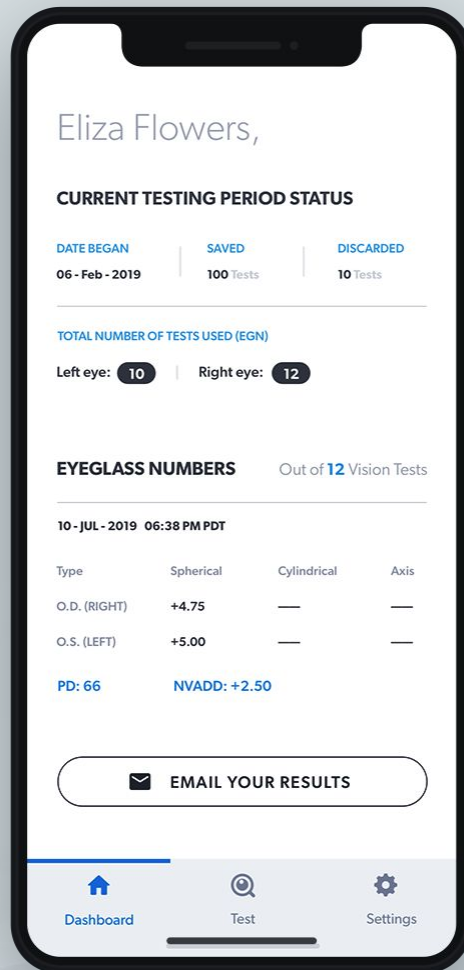 Eliza Flowers,
CURRENT TESTING PERIOD STATUS
DATE BEGAN SAVED DISCARDED
06 - Feb - 2019 100 Tests 10 Tests
TOTAL NUMBER OF TESTS USED (EGN)
Left eye: 10 Right eye: 12
EYEGLASS NUMBERS Out of 12 Vision Tests
10 - JUL - 2019 06:38 PM PDT
Type Spherical Cylindrical Axis
O.D. (RIGHT) +4.75 — —
O.S. (LEFT) +5.00 — —
PD: 66 NVADD: +2.50
EMAIL YOUR RESULTS
Dashboard Test Settings